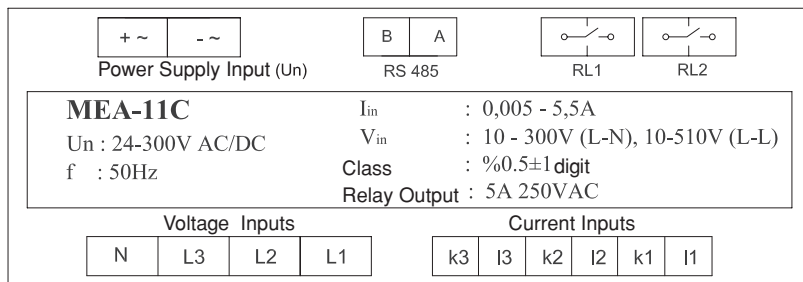 + ~ - ~ B A
Power Supply Input (Un) RS 485 RL1 RL2
MEA-11C Iin : 0,005 - 5,5A
Un : 24-300V AC/DC Vin : 10 - 300V (L-N), 10-510V (L-L)
f : 50Hz Class : %0.5±1 digit
Relay Output : 5A 250VAC
Voltage Inputs Current Inputs
N L3 L2 L1 k3 l3 k2 l2 k1 l1